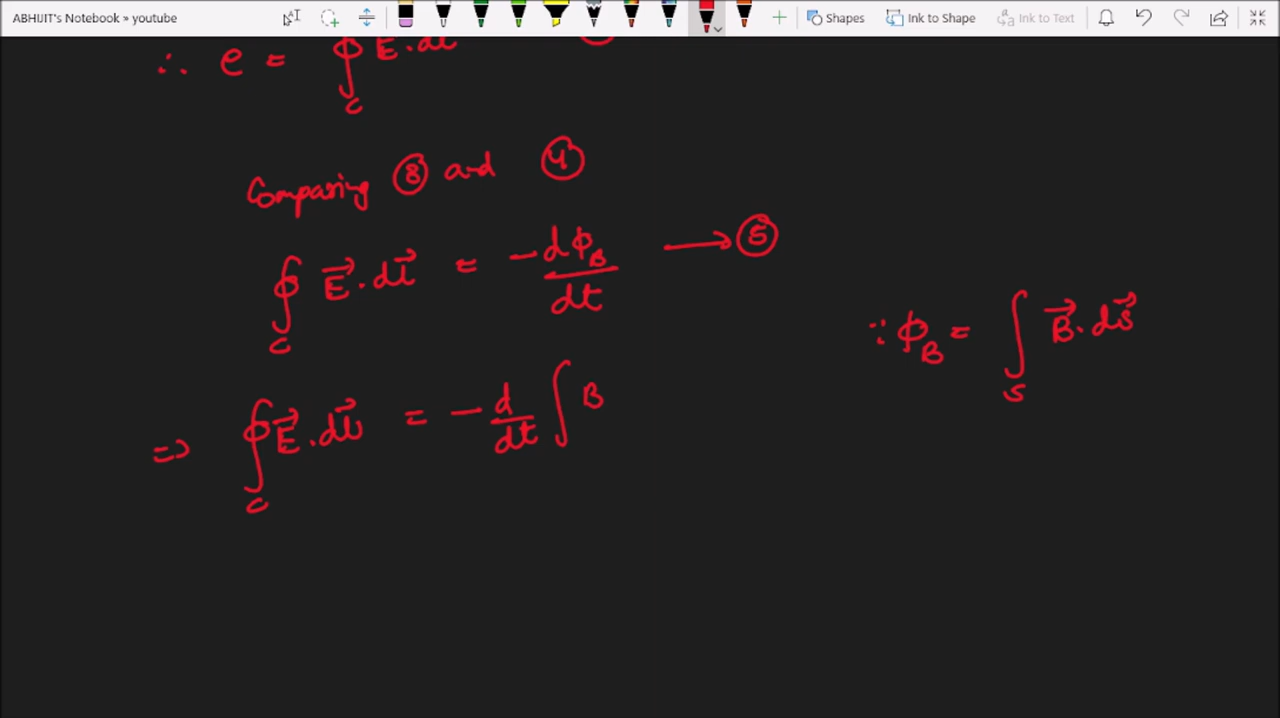 ABHIJIT's Notebook » youtube
Shapes
Ink to Shape
Ink to Text
∴ e = ∮_C E·dl
Comparing ⑧ and ④
∮_C E⃗·dl⃗ = -dΦ_B/dt ⟶ ⑤
∵ Φ_B = ∫_S B⃗·ds⃗
⇒ ∮_C E⃗·dl⃗ = -d/dt ∫ B